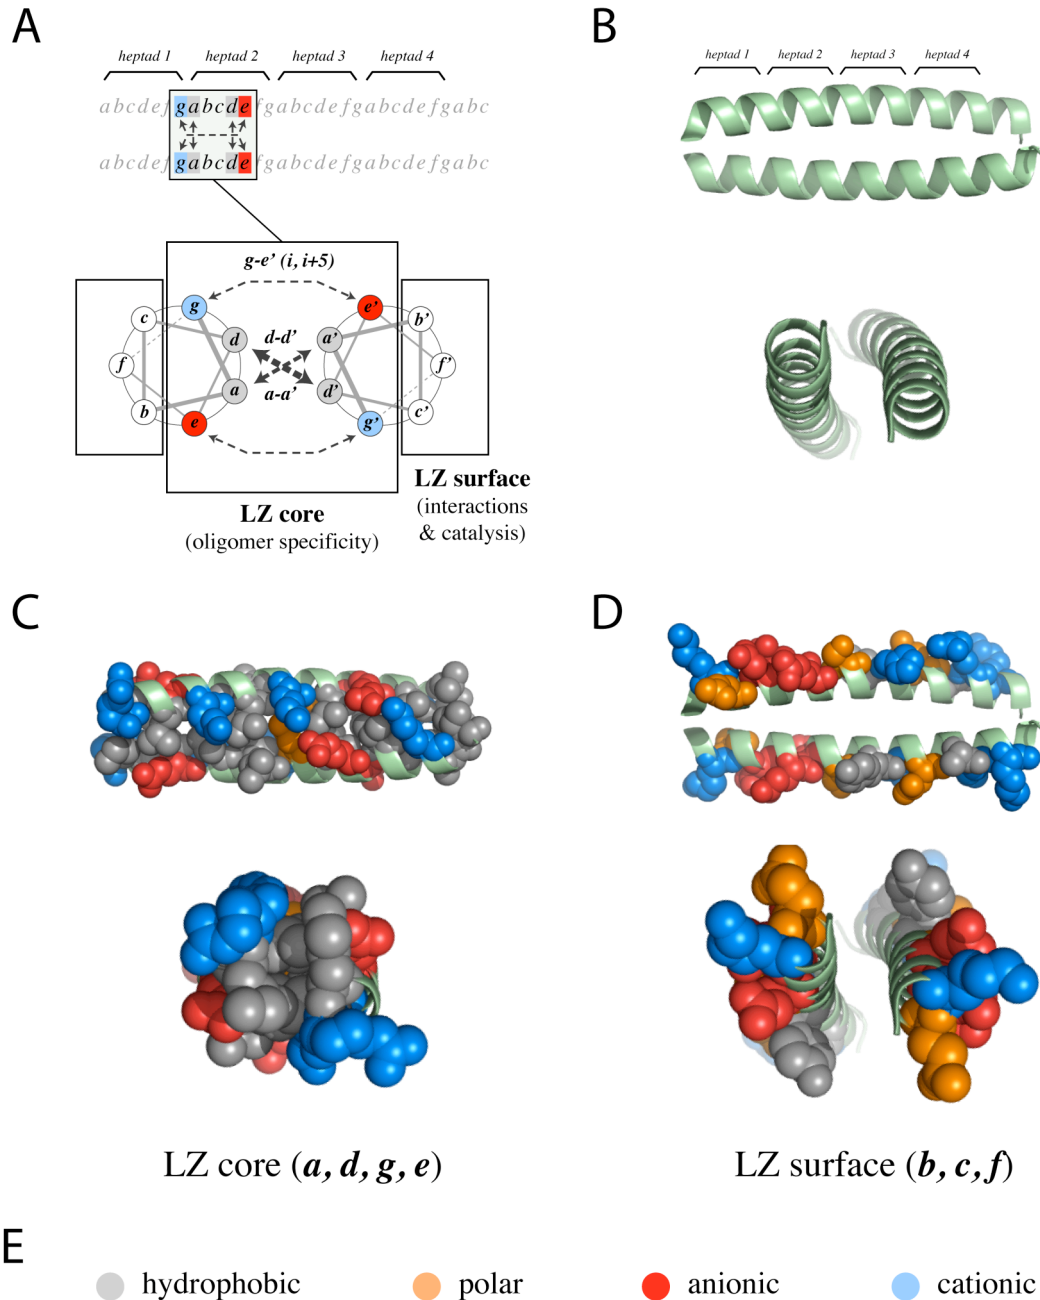 A
heptad 1 heptad 2 heptad 3 heptad 4
abcdefgabcdefgabcdefgabcdefgabc
abcdefgabcdefgabcdefgabcdefgabc
g-e’ (i, i+5)
g e’
c b’
d d-d’ a’
f f’
a a-a’ d’
b c’
e g’
LZ core
(oligomer specificity)
LZ surface
(interactions
& catalysis)
B
heptad 1 heptad 2 heptad 3 heptad 4
C
LZ core (a, d, g, e)
D
LZ surface (b, c, f)
E
hydrophobic polar anionic cationic